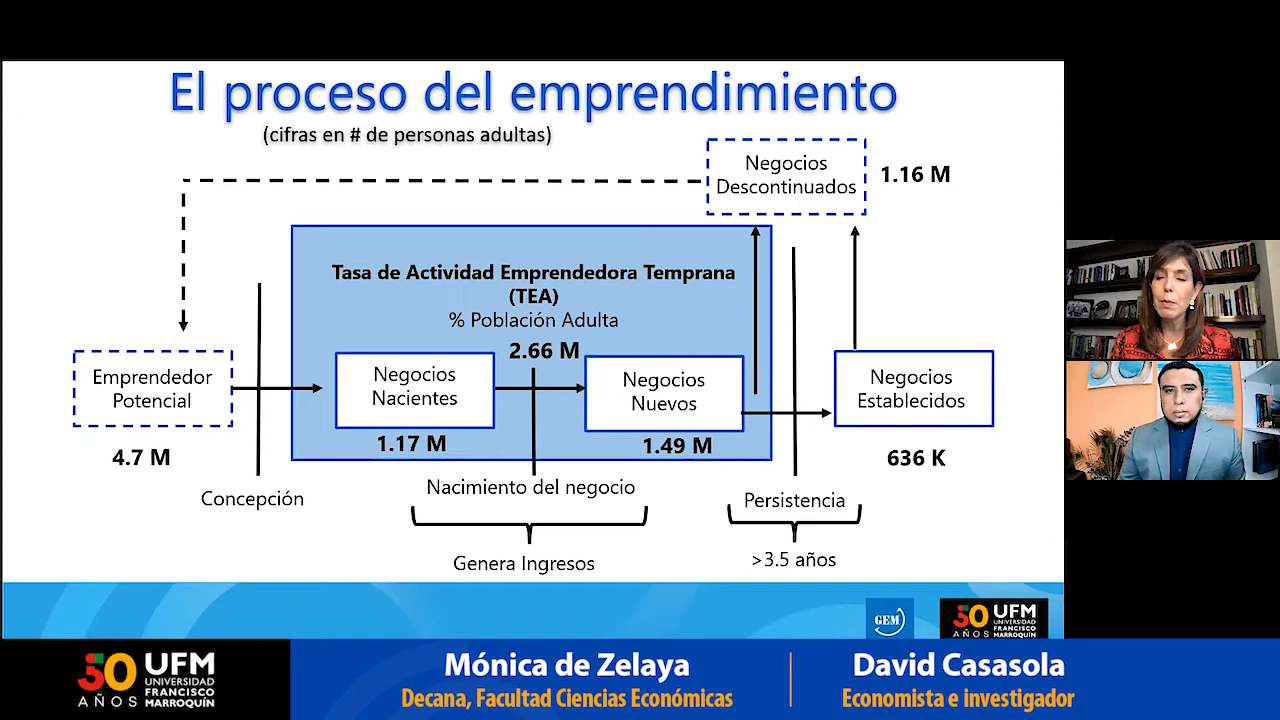 El proceso del emprendimiento
(cifras en # de personas adultas)
Negocios
Descontinuados
1.16 M
Tasa de Actividad Emprendedora Temprana
(TEA)
% Población Adulta
2.66 M
Emprendedor
Potencial
4.7 M
Negocios
Nacientes
1.17 M
Negocios
Nuevos
1.49 M
Negocios
Establecidos
636 K
Concepción
Nacimiento del negocio
Persistencia
Genera Ingresos
>3.5 años
GEM
50
AÑOS
UFM
UNIVERSIDAD
FRANCISCO
MARROQUÍN
50
AÑOS
UFM
UNIVERSIDAD
FRANCISCO
MARROQUÍN
Mónica de Zelaya
Decana, Facultad Ciencias Económicas
David Casasola
Economista e investigador